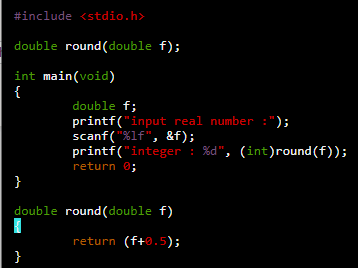 #include <stdio.h>

double round(double f);

int main(void)
{
        double f;
        printf("input real number :");
        scanf("%lf", &f);
        printf("integer : %d", (int)round(f));
        return 0;
}

double round(double f)
{
        return (f+0.5);
}